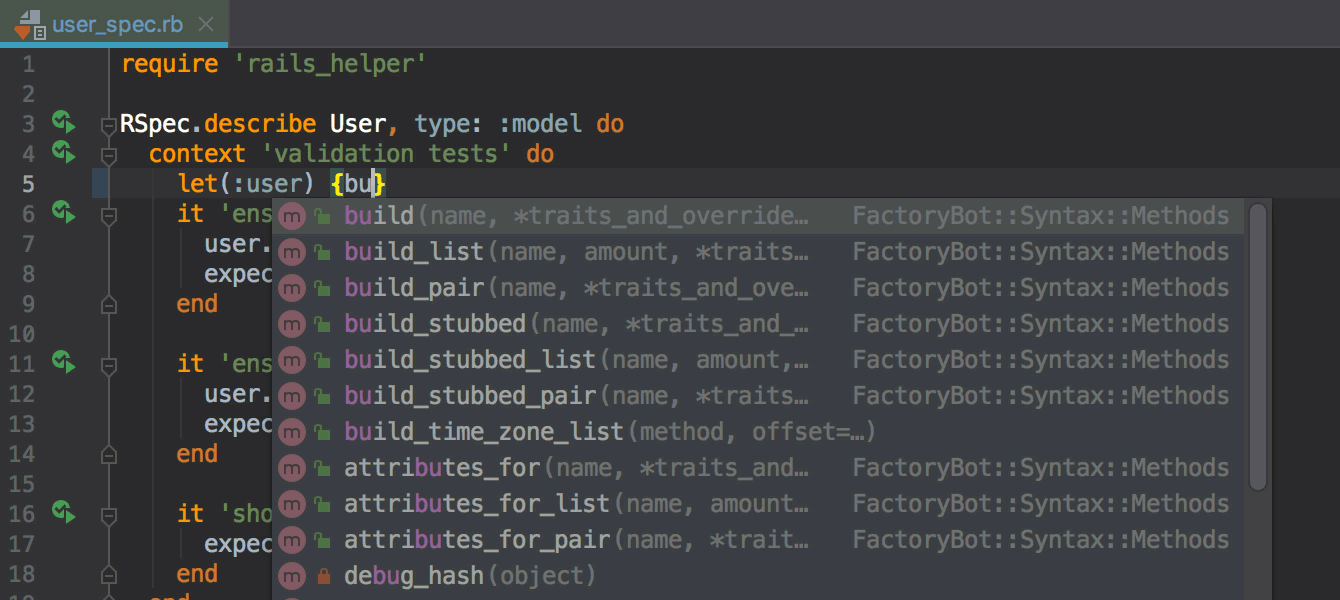 user_spec.rb
1 require 'rails_helper'
2
3 RSpec.describe User, type: :model do
4 context 'validation tests' do
5 let(:user) {bu}
6 it 'ens
7 user.
8 expec
9 end
10
11 it 'ens
12 user.
13 expec
14 end
15
16 it 'sho
17 expec
18 end
m build(name, *traits_and_override… FactoryBot::Syntax::Methods
m build_list(name, amount, *traits… FactoryBot::Syntax::Methods
m build_pair(name, *traits_and_ove… FactoryBot::Syntax::Methods
m build_stubbed(name, *traits_and_… FactoryBot::Syntax::Methods
m build_stubbed_list(name, amount,… FactoryBot::Syntax::Methods
m build_stubbed_pair(name, *traits… FactoryBot::Syntax::Methods
m build_time_zone_list(method, offset=…)
m attributes_for(name, *traits_and… FactoryBot::Syntax::Methods
m attributes_for_list(name, amount… FactoryBot::Syntax::Methods
m attributes_for_pair(name, *trait… FactoryBot::Syntax::Methods
m debug_hash(object)